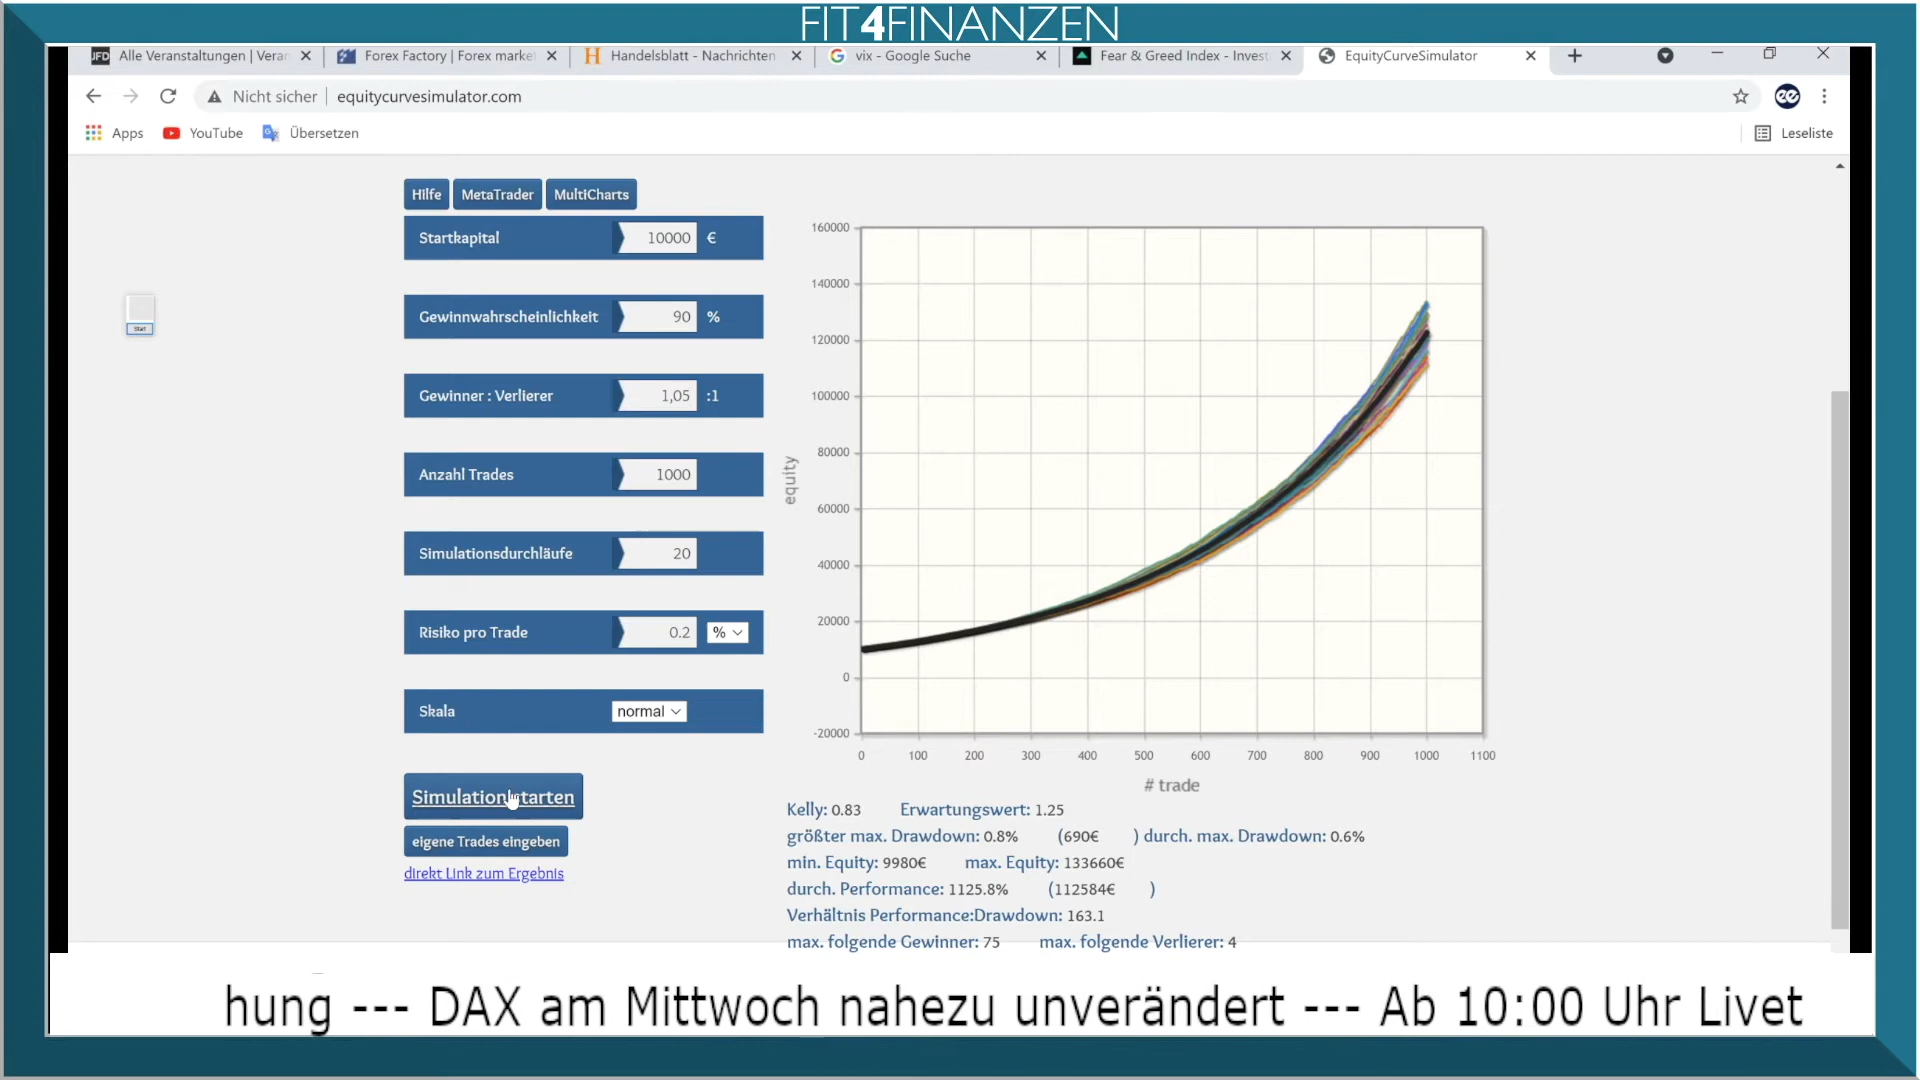 FIT4FINANZEN
JFD Alle Veranstaltungen | Veran
Forex Factory | Forex market
Handelsblatt - Nachrichten
vix - Google Suche
Fear & Greed Index - Invest
EquityCurveSimulator
Nicht sicher equitycurvesimulator.com
Apps YouTube Übersetzen Leseliste
Hilfe MetaTrader MultiCharts
Startkapital 10000 €
Gewinnwahrscheinlichkeit 90 %
Gewinner : Verlierer 1,05 :1
Anzahl Trades 1000
Simulationsdurchläufe 20
Risiko pro Trade 0.2 %
Skala normal
Simulation starten
eigene Trades eingeben
direkt Link zum Ergebnis
Start
160000
140000
120000
100000
80000
60000
40000
20000
0
-20000
equity
0 100 200 300 400 500 600 700 800 900 1000 1100
# trade
Kelly: 0.83 Erwartungswert: 1.25
größter max. Drawdown: 0.8% (690€ ) durch. max. Drawdown: 0.6%
min. Equity: 9980€ max. Equity: 133660€
durch. Performance: 1125.8% (112584€ )
Verhältnis Performance:Drawdown: 163.1
max. folgende Gewinner: 75 max. folgende Verlierer: 4
hung --- DAX am Mittwoch nahezu unverändert --- Ab 10:00 Uhr Livet